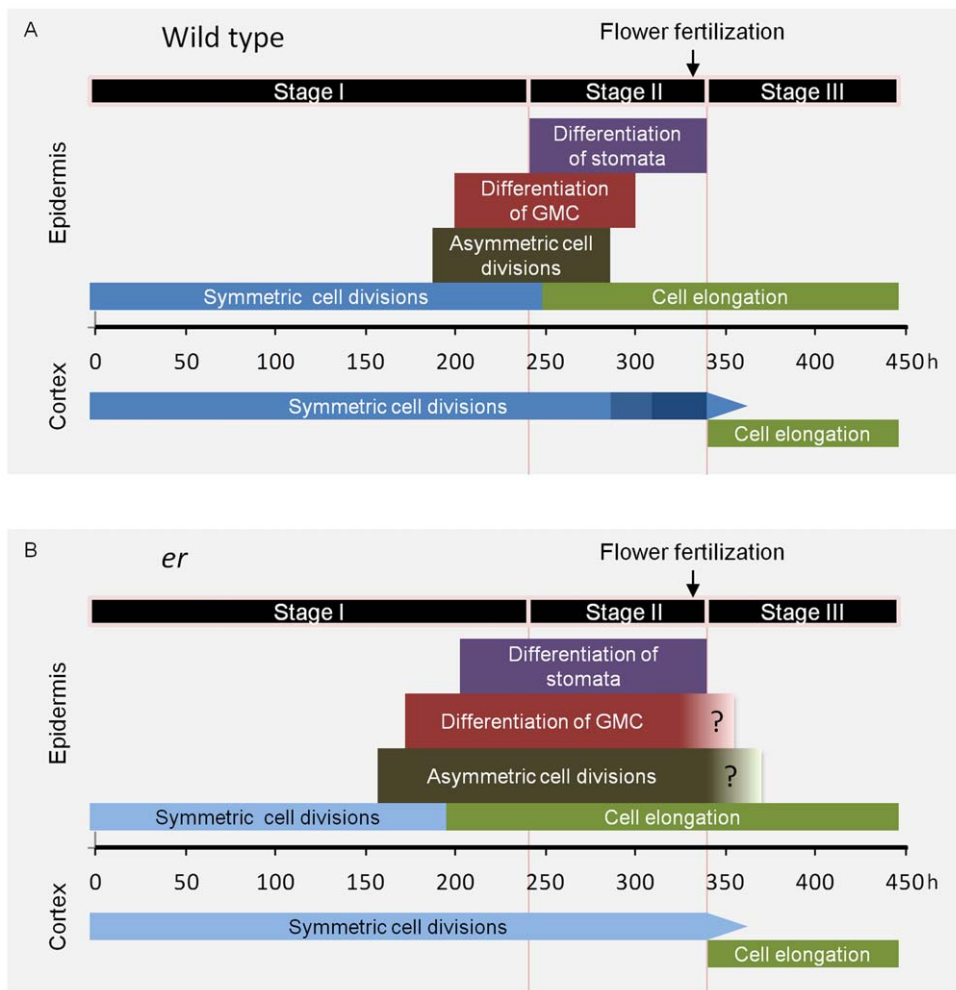 A
Wild type
Flower fertilization
Stage I
Stage II
Stage III
Epidermis
Differentiation
of stomata
Differentiation
of GMC
Asymmetric cell
divisions
Symmetric cell divisions
Cell elongation
0 50 100 150 200 250 300 350 400 450h
Cortex
Symmetric cell divisions
Cell elongation
B
er
Flower fertilization
Stage I
Stage II
Stage III
Epidermis
Differentiation of
stomata
Differentiation of GMC
?
Asymmetric cell divisions
?
Symmetric cell divisions
Cell elongation
0 50 100 150 200 250 300 350 400 450h
Cortex
Symmetric cell divisions
Cell elongation